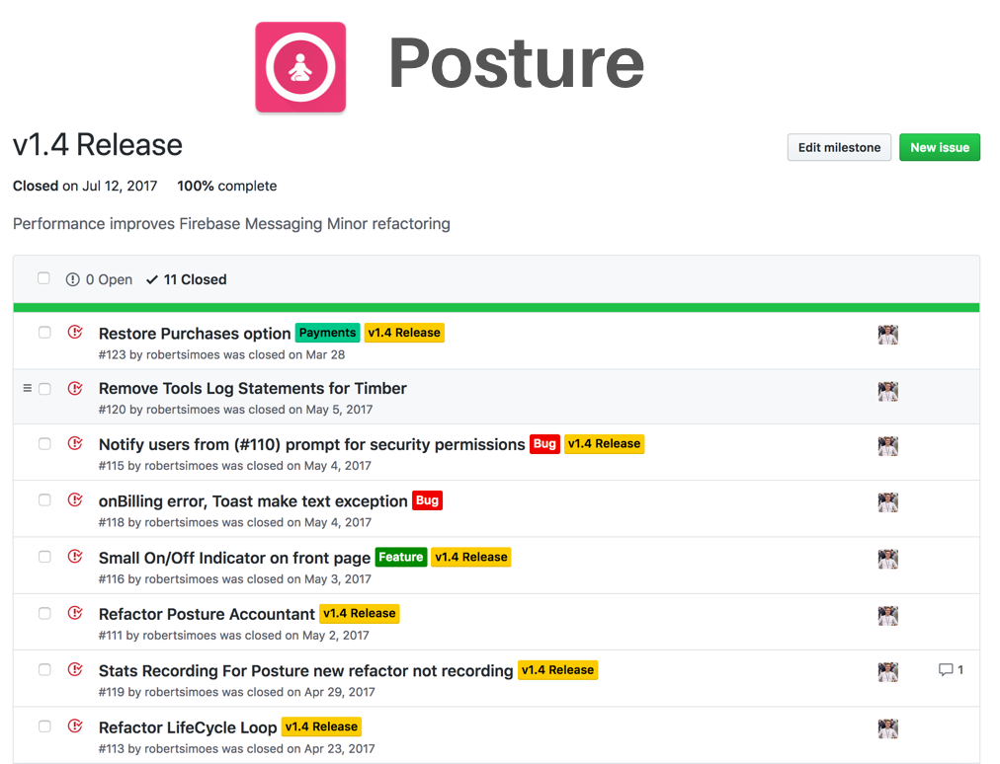 Posture
v1.4 Release
Edit milestone
New issue
Closed on Jul 12, 2017 100% complete
Performance improves Firebase Messaging Minor refactoring
0 Open 11 Closed
Restore Purchases option Payments v1.4 Release
#123 by robertsimoes was closed on Mar 28
Remove Tools Log Statements for Timber
#120 by robertsimoes was closed on May 5, 2017
Notify users from (#110) prompt for security permissions Bug v1.4 Release
#115 by robertsimoes was closed on May 4, 2017
onBilling error, Toast make text exception Bug
#118 by robertsimoes was closed on May 4, 2017
Small On/Off Indicator on front page Feature v1.4 Release
#116 by robertsimoes was closed on May 3, 2017
Refactor Posture Accountant v1.4 Release
#111 by robertsimoes was closed on May 2, 2017
Stats Recording For Posture new refactor not recording v1.4 Release 1
#119 by robertsimoes was closed on Apr 29, 2017
Refactor LifeCycle Loop v1.4 Release
#113 by robertsimoes was closed on Apr 23, 2017